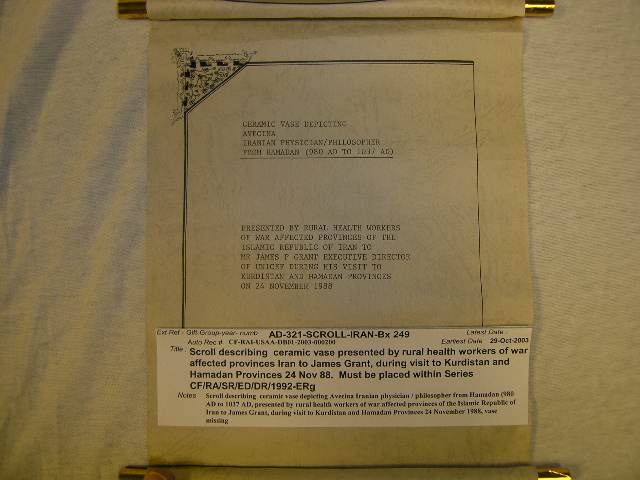 CERAMIC VASE DEPICTING
AVECINA
IRANIAN PHYSICIAN/PHILOSOPHER
FROM HAMADAN (980 AD TO 1037 AD)
PRESENTED BY RURAL HEALTH WORKERS
OF WAR AFFECTED PROVINCES OF THE
ISLAMIC REPUBLIC OF IRAN TO
MR JAMES P GRANT EXECUTIVE DIRECTOR
OF UNICEF DURING HIS VISIT TO
KURDISTAN AND HAMADAN PROVINCES
ON 24 NOVEMBER 1988
Ext Ref - Gift-Group-year- numb AD-321-SCROLL-IRAN-Bx 249 Latest Date :
Auto Rec # CF-RAI-USAA-DB01-2003-000200 Earliest Date 29-Oct-2003
Title : Scroll describing ceramic vase presented by rural health workers of war
affected provinces Iran to James Grant, during visit to Kurdistan and
Hamadan Provinces 24 Nov 88. Must be placed within Series
CF/RA/SR/ED/DR/1992-ERg
Notes Scroll describing ceramic vase depicting Avecina Iranian physician / philosopher from Hamadan (980
AD to 1037 AD, presented by rural health workers of war affected provinces of the Islamic Republic of
Iran to James Grant, during visit to Kurdistan and Hamadan Provinces 24 November 1988, vase
missing